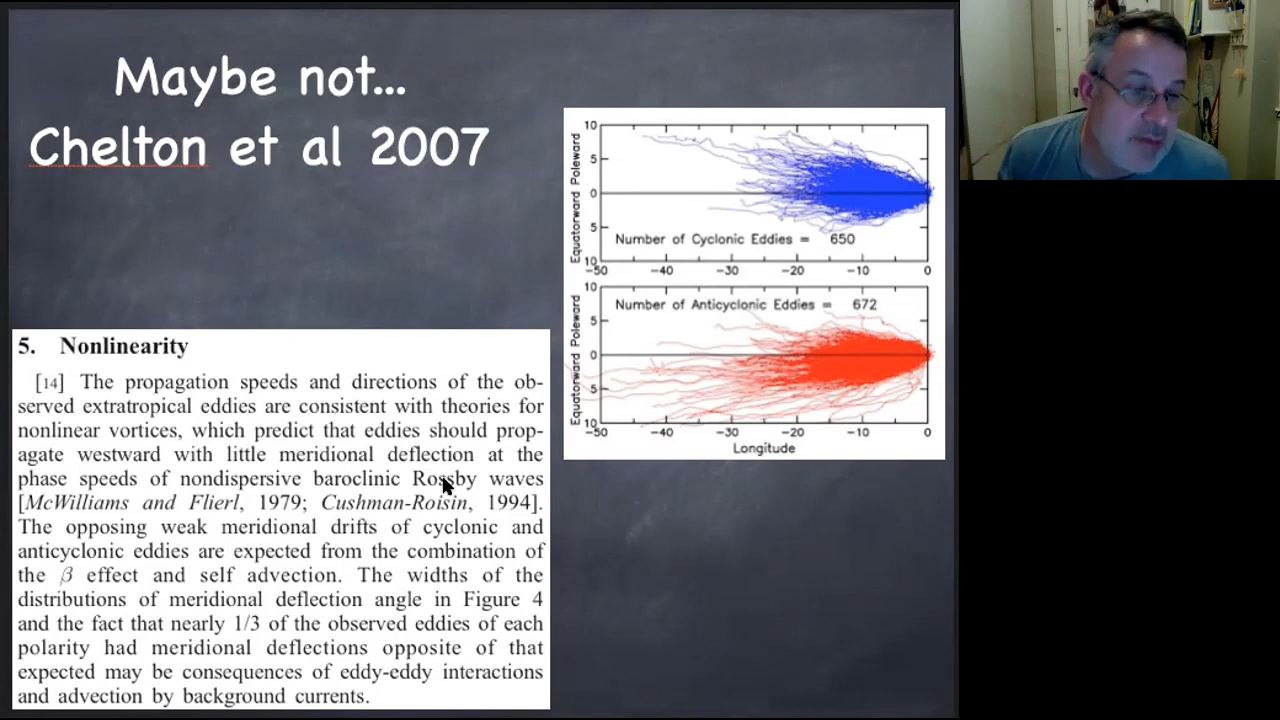 Maybe not...
Chelton et al 2007
10
5
0
5
10
Equatorward Poleward
Number of Cyclonic Eddies = 650
-50 -40 -30 -20 -10 0
10
5
0
5
10
Equatorward Poleward
Number of Anticyclonic Eddies = 672
-50 -40 -30 -20 -10 0
Longitude
5. Nonlinearity
[14] The propagation speeds and directions of the ob-
served extratropical eddies are consistent with theories for
nonlinear vortices, which predict that eddies should prop-
agate westward with little meridional deflection at the
phase speeds of nondispersive baroclinic Rossby waves
[McWilliams and Flierl, 1979; Cushman-Roisin, 1994].
The opposing weak meridional drifts of cyclonic and
anticyclonic eddies are expected from the combination of
the β effect and self advection. The widths of the
distributions of meridional deflection angle in Figure 4
and the fact that nearly 1/3 of the observed eddies of each
polarity had meridional deflections opposite of that
expected may be consequences of eddy-eddy interactions
and advection by background currents.